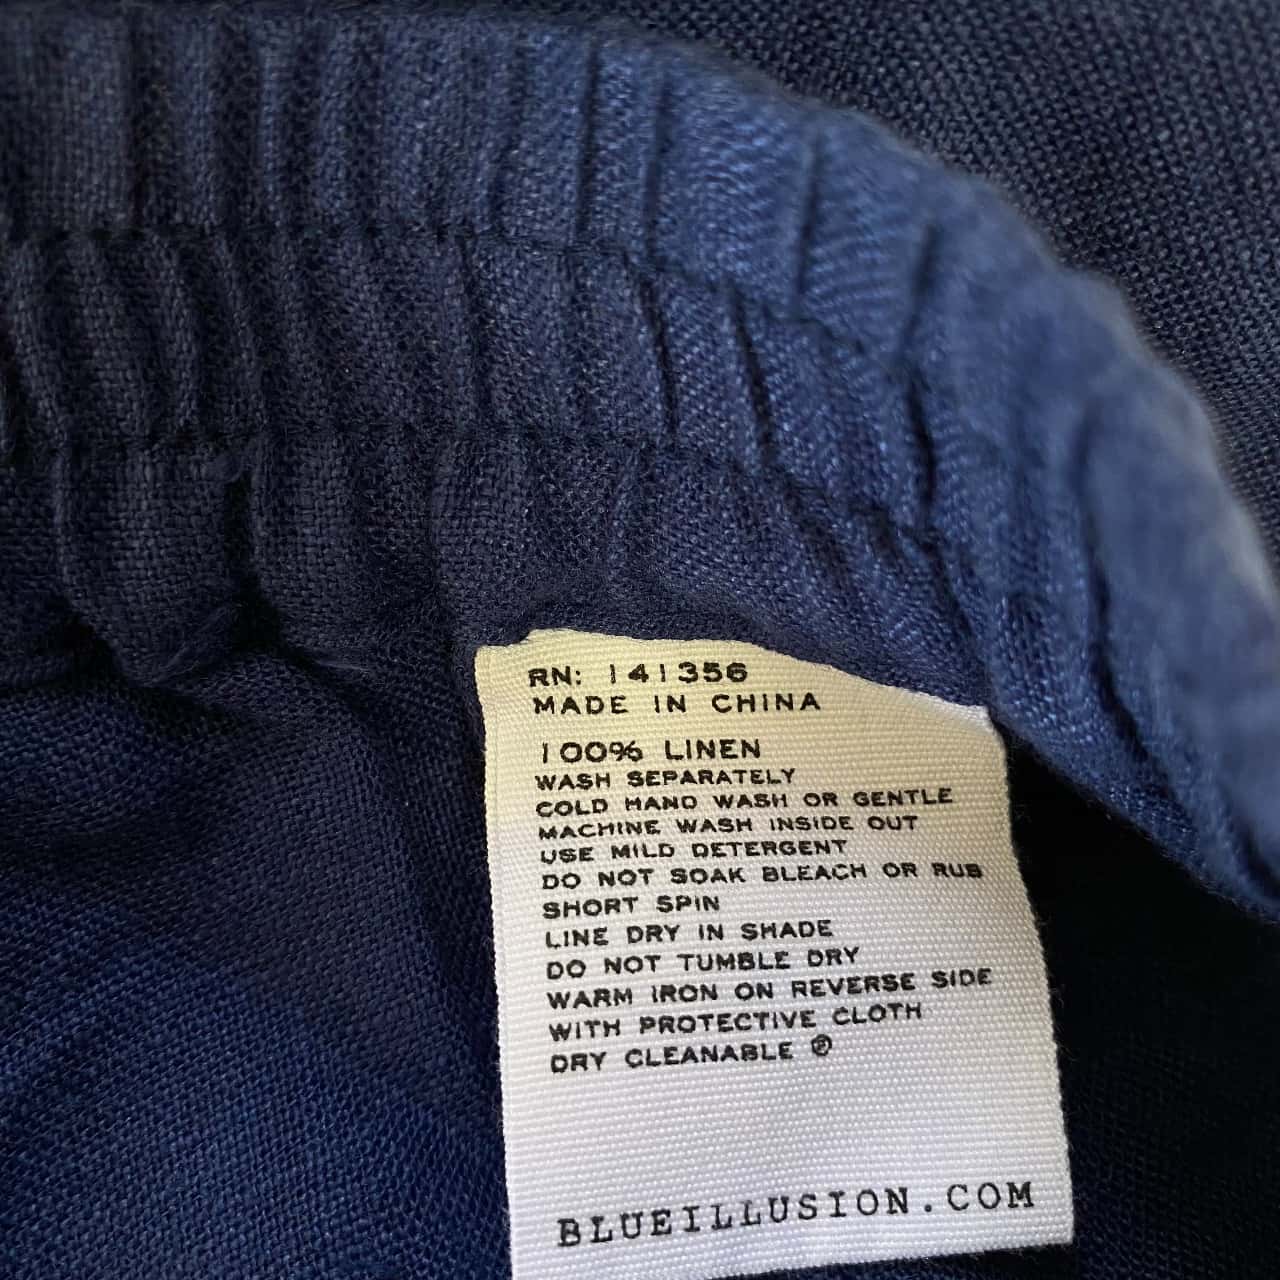 RN: 141356
MADE IN CHINA
100% LINEN
WASH SEPARATELY
COLD HAND WASH OR GENTLE
MACHINE WASH INSIDE OUT
USE MILD DETERGENT
DO NOT SOAK BLEACH OR RUB
SHORT SPIN
LINE DRY IN SHADE
DO NOT TUMBLE DRY
WARM IRON ON REVERSE SIDE
WITH PROTECTIVE CLOTH
DRY CLEANABLE Ⓟ
BLUEILLUSION.COM